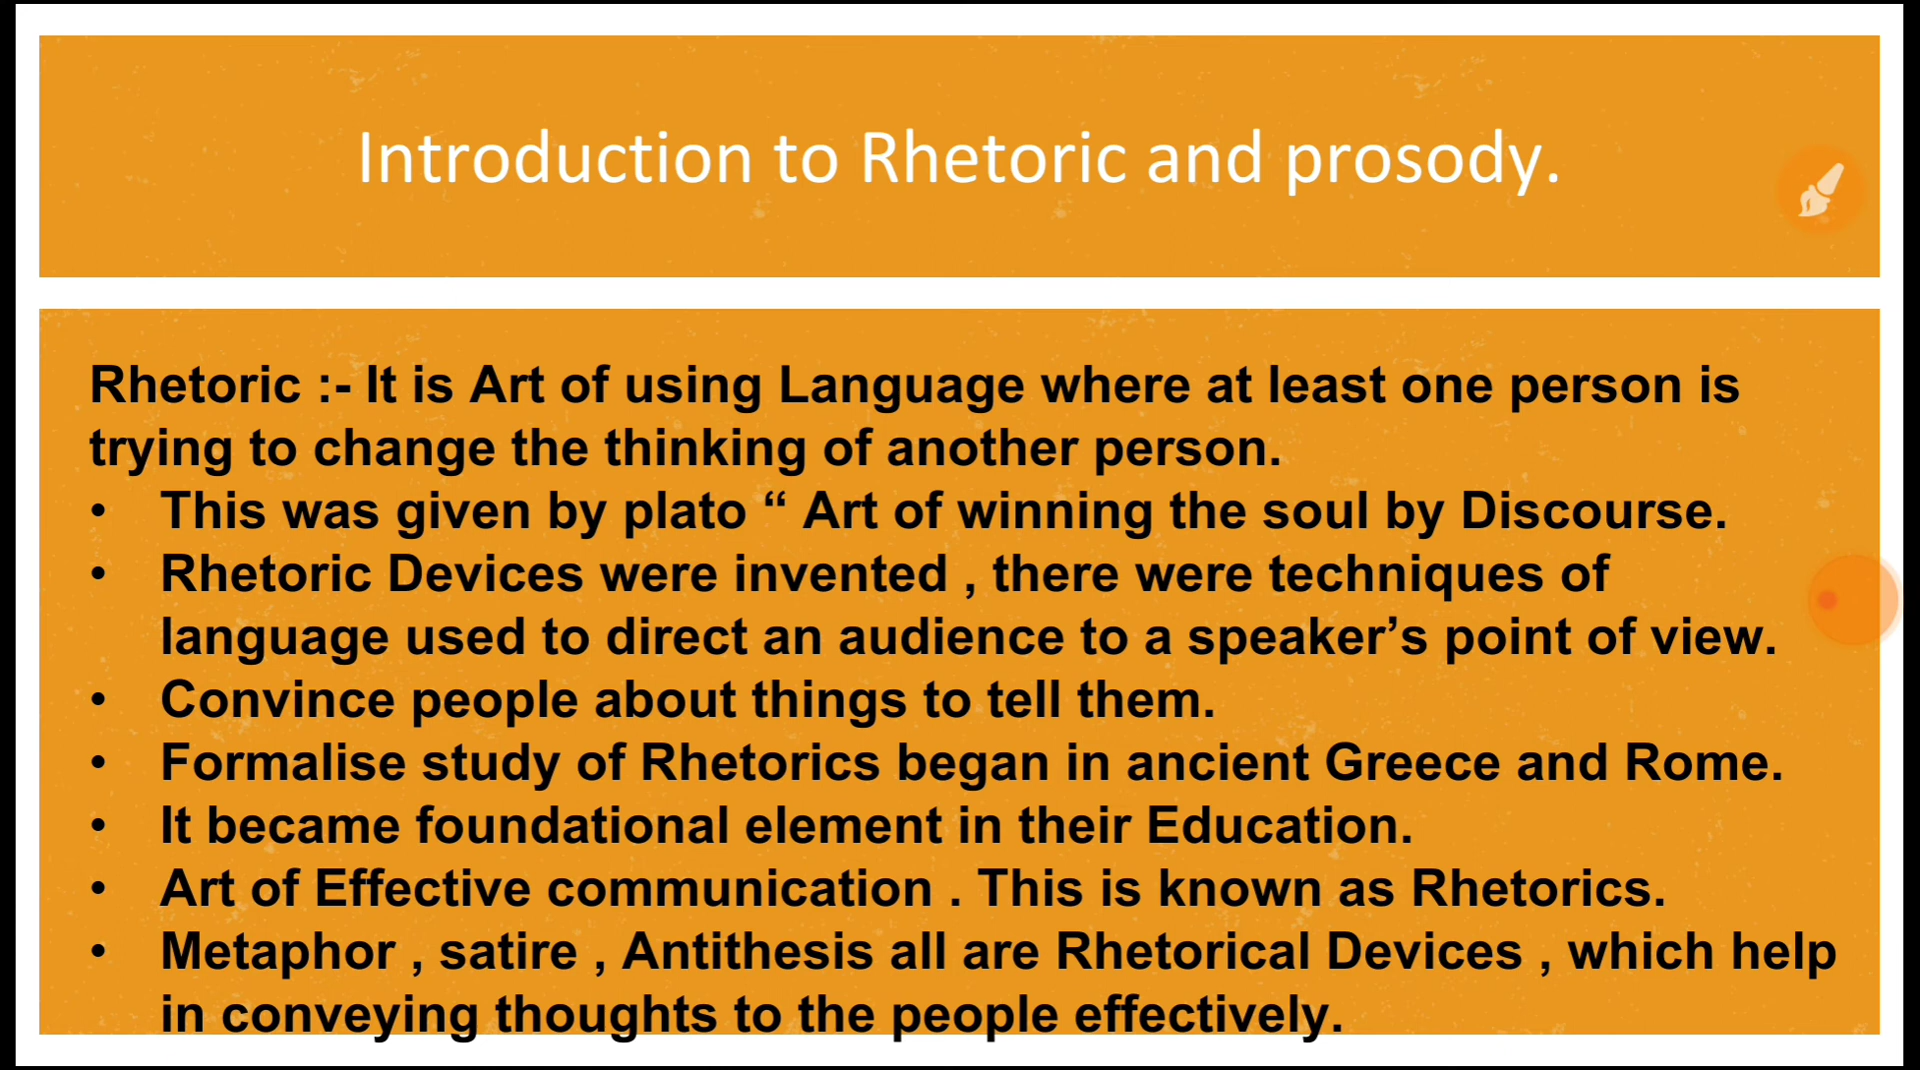 Introduction to Rhetoric and prosody.
Rhetoric :- It is Art of using Language where at least one person is
trying to change the thinking of another person.
• This was given by plato “ Art of winning the soul by Discourse.
• Rhetoric Devices were invented , there were techniques of
language used to direct an audience to a speaker’s point of view.
• Convince people about things to tell them.
• Formalise study of Rhetorics began in ancient Greece and Rome.
• It became foundational element in their Education.
• Art of Effective communication . This is known as Rhetorics.
• Metaphor , satire , Antithesis all are Rhetorical Devices , which help
in conveying thoughts to the people effectively.